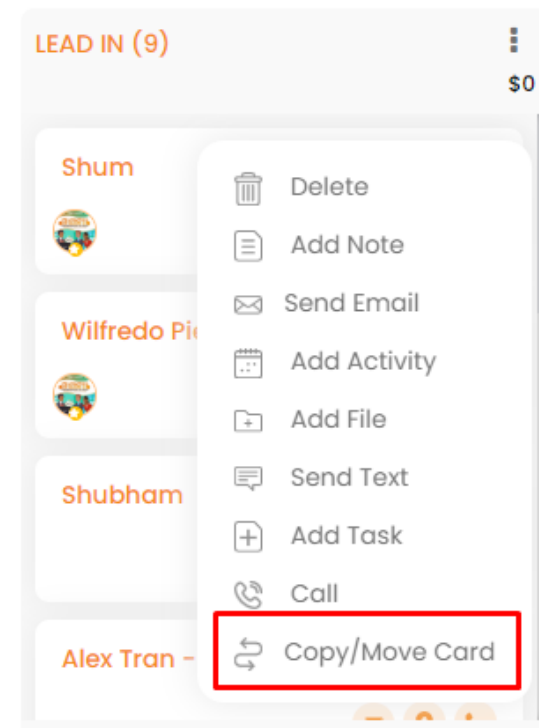 LEAD IN (9)
$0
Shum
Delete
Add Note
Send Email
Wilfredo
Add Activity
Add File
Send Text
Shubham
Add Task
Call
Alex Tran -
Copy/Move Card